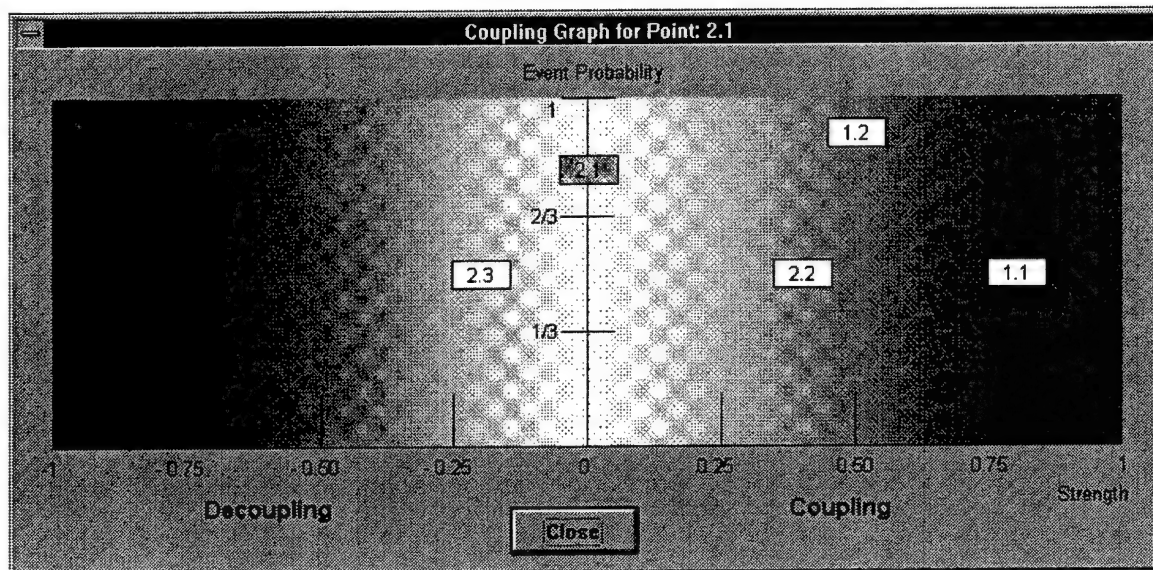 Coupling Graph for Point: 2.1
Event Probability
1
1.2
*2.1*
2/3
2.3
2.2
1.1
1/3
-1 -0.75 -0.50 -0.25 0 0.25 0.50 0.75 1
Decoupling Coupling Strength
Close